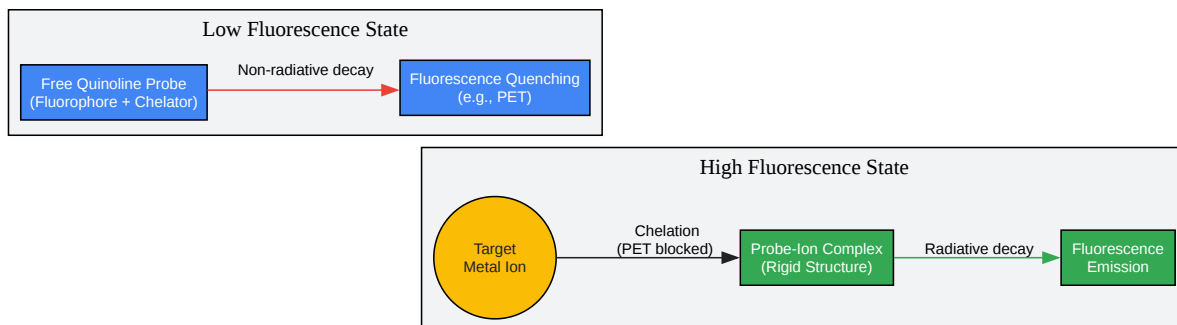 Low Fluorescence State
Free Quinoline Probe
(Fluorophore + Chelator)
Non-radiative decay
Fluorescence Quenching
(e.g., PET)
High Fluorescence State
Target
Metal Ion
Chelation
(PET blocked)
Probe-Ion Complex
(Rigid Structure)
Radiative decay
Fluorescence
Emission